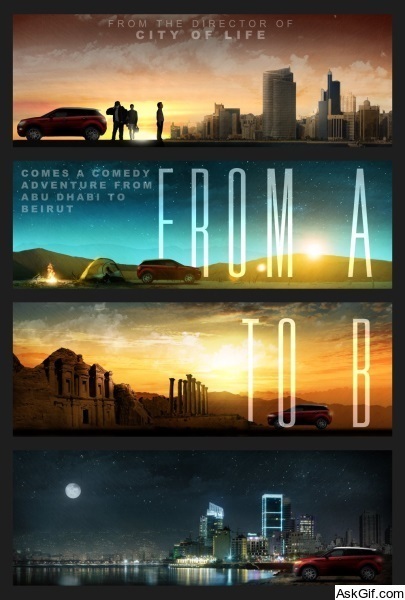 FROM THE DIRECTOR OF
CITY OF LIFE
COMES A COMEDY
ADVENTURE FROM
ABU DHABI TO
BEIRUT
FROM A
TO B
AskGif.com